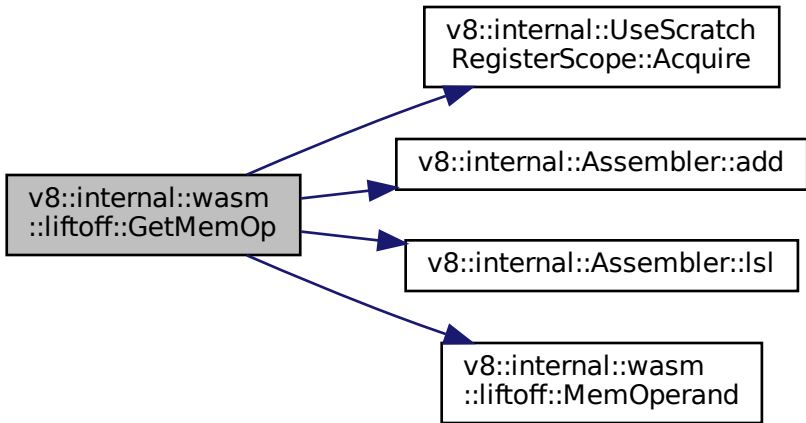 v8::internal::UseScratch
RegisterScope::Acquire
v8::internal::Assembler::add
v8::internal::wasm
::liftoff::GetMemOp
v8::internal::Assembler::lsl
v8::internal::wasm
::liftoff::MemOperand